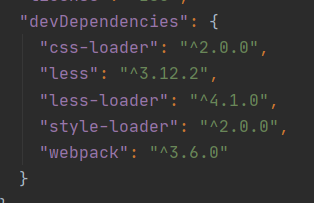 "devDependencies": {
"css-loader": "^2.0.0",
"less": "^3.12.2",
"less-loader": "^4.1.0",
"style-loader": "^2.0.0",
"webpack": "^3.6.0"
}